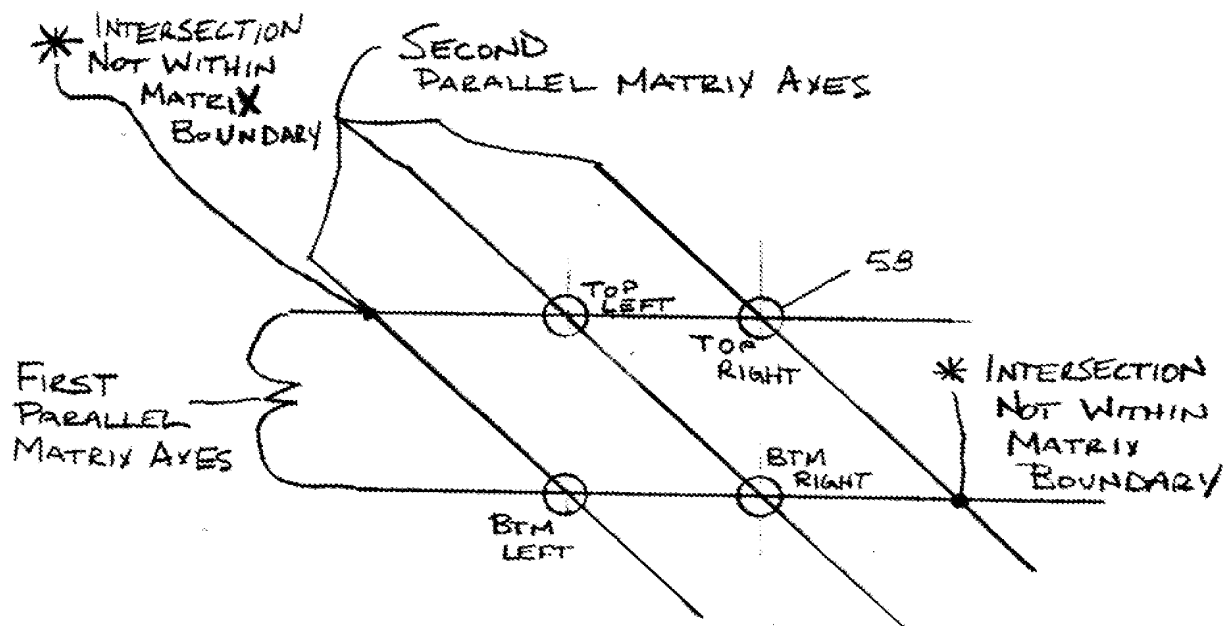 * INTERSECTION
NOT WITHIN
MATRIX
BOUNDARY
SECOND
PARALLEL MATRIX AXES
58
TOP
LEFT
TOP
RIGHT
FIRST
PARALLEL
MATRIX AXES
* INTERSECTION
NOT WITHIN
MATRIX
BOUNDARY
BTM
RIGHT
BTM
LEFT